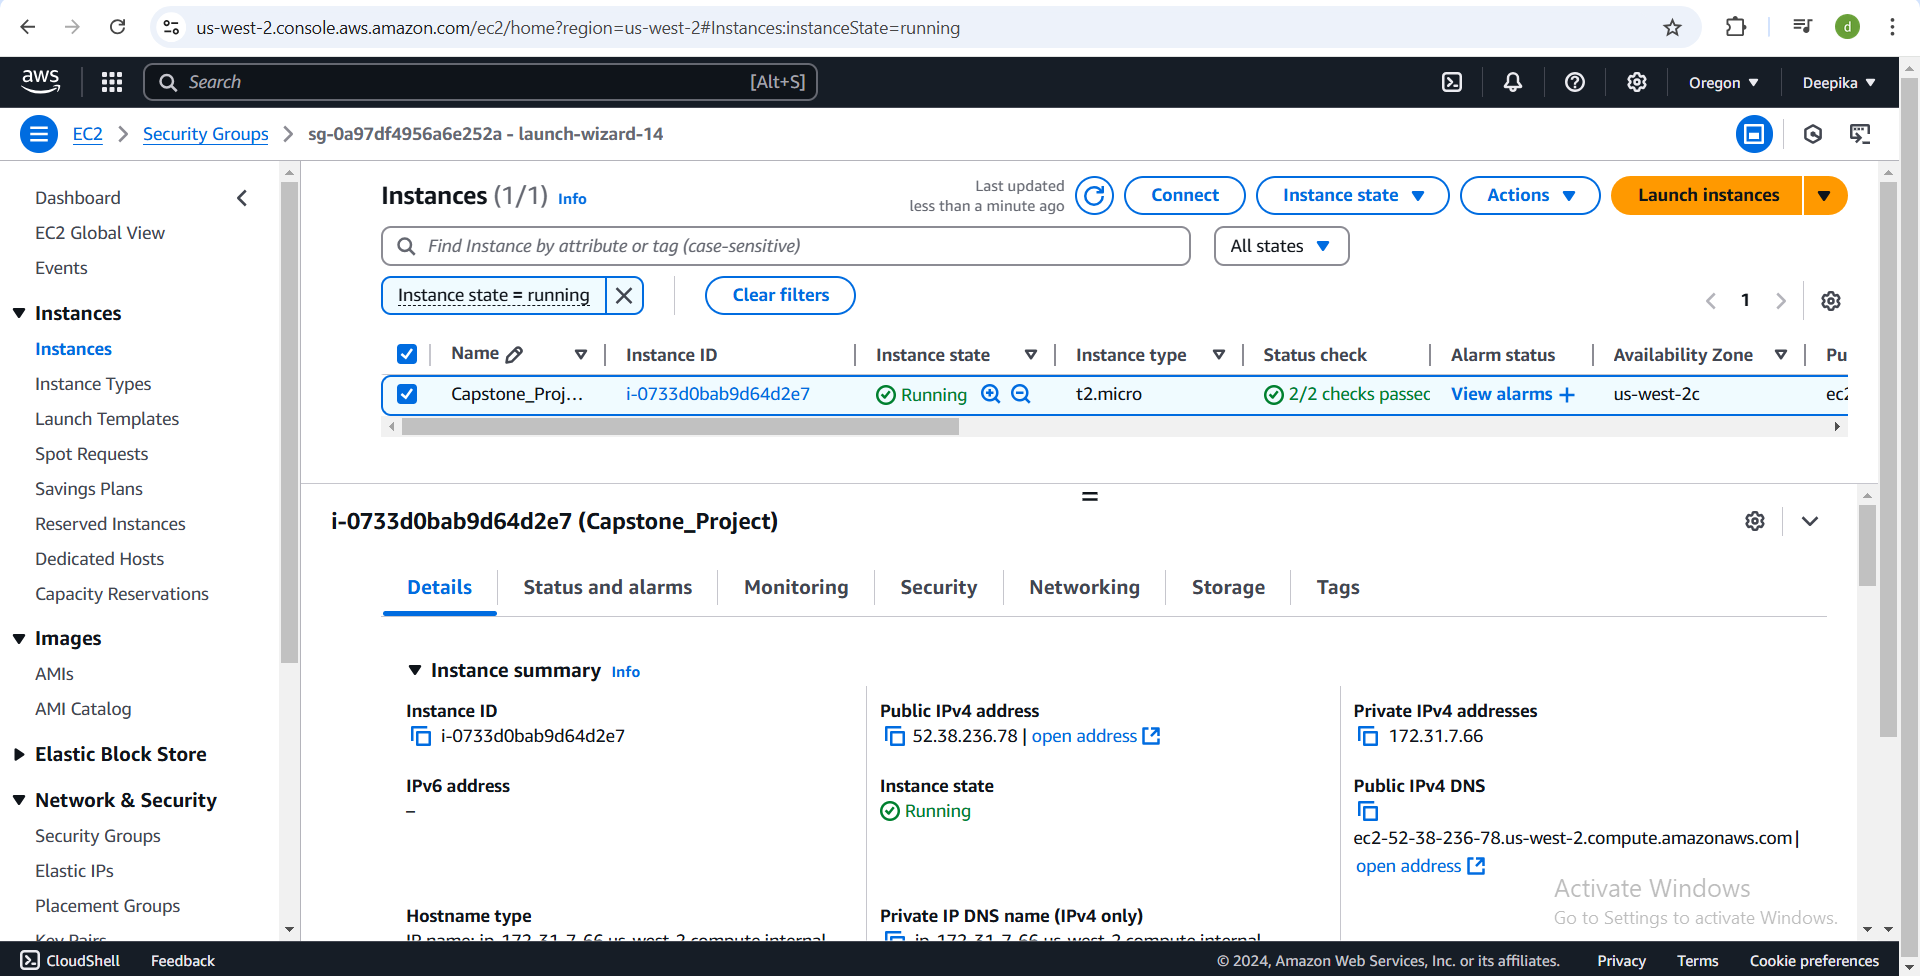 us-west-2.console.aws.amazon.com/ec2/home?region=us-west-2#Instances:instanceState=running
d
aws
Search
[Alt+S]
Oregon
Deepika
EC2
Security Groups
sg-0a97df4956a6e252a - launch-wizard-14
Dashboard
EC2 Global View
Events
Instances
Instances
Instance Types
Launch Templates
Spot Requests
Savings Plans
Reserved Instances
Dedicated Hosts
Capacity Reservations
Images
AMIs
AMI Catalog
Elastic Block Store
Network & Security
Security Groups
Elastic IPs
Placement Groups
Key Pairs
Instances (1/1) Info
Last updated
less than a minute ago
Connect
Instance state
Actions
Launch instances
Find Instance by attribute or tag (case-sensitive)
All states
Instance state = running
Clear filters
1
Name Instance ID Instance state Instance type Status check Alarm status Availability Zone Pu
Capstone_Proj... i-0733d0bab9d64d2e7 Running t2.micro 2/2 checks passec View alarms + us-west-2c ec2
i-0733d0bab9d64d2e7 (Capstone_Project)
Details Status and alarms Monitoring Security Networking Storage Tags
Instance summary Info
Instance ID
i-0733d0bab9d64d2e7
Public IPv4 address
52.38.236.78 | open address
Private IPv4 addresses
172.31.7.66
IPv6 address
–
Instance state
Running
Public IPv4 DNS
ec2-52-38-236-78.us-west-2.compute.amazonaws.com |
open address
Hostname type
IP name: ip-172-31-7-66.us-west-2.compute.internal
Private IP DNS name (IPv4 only)
ip-172-31-7-66.us-west-2.compute.internal
Activate Windows
Go to Settings to activate Windows.
CloudShell
Feedback
© 2024, Amazon Web Services, Inc. or its affiliates.
Privacy
Terms
Cookie preferences